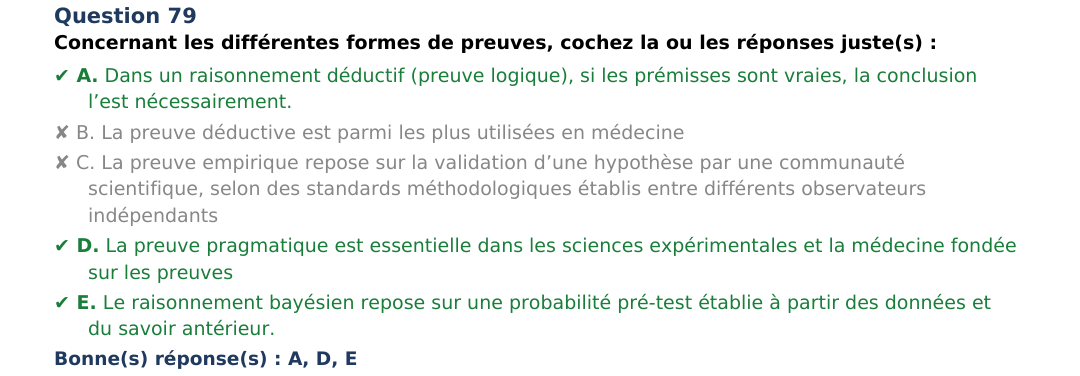 Question 79
Concernant les différentes formes de preuves, cochez la ou les réponses juste(s) :
✔ A. Dans un raisonnement déductif (preuve logique), si les prémisses sont vraies, la conclusion
l’est nécessairement.
✘ B. La preuve déductive est parmi les plus utilisées en médecine
✘ C. La preuve empirique repose sur la validation d’une hypothèse par une communauté
scientifique, selon des standards méthodologiques établis entre différents observateurs
indépendants
✔ D. La preuve pragmatique est essentielle dans les sciences expérimentales et la médecine fondée
sur les preuves
✔ E. Le raisonnement bayésien repose sur une probabilité pré-test établie à partir des données et
du savoir antérieur.
Bonne(s) réponse(s) : A, D, E